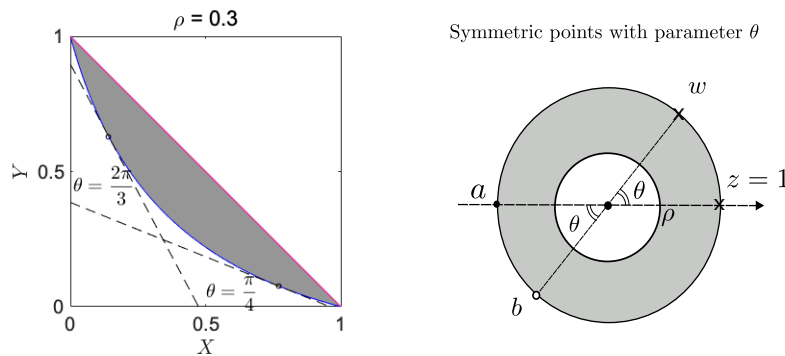 ρ = 0.3
1
0.5
0
0
0.5
1
Y
X
θ = 2π/3
θ = π/4
Symmetric points with parameter θ
w
z = 1
a
θ
θ
ρ
b